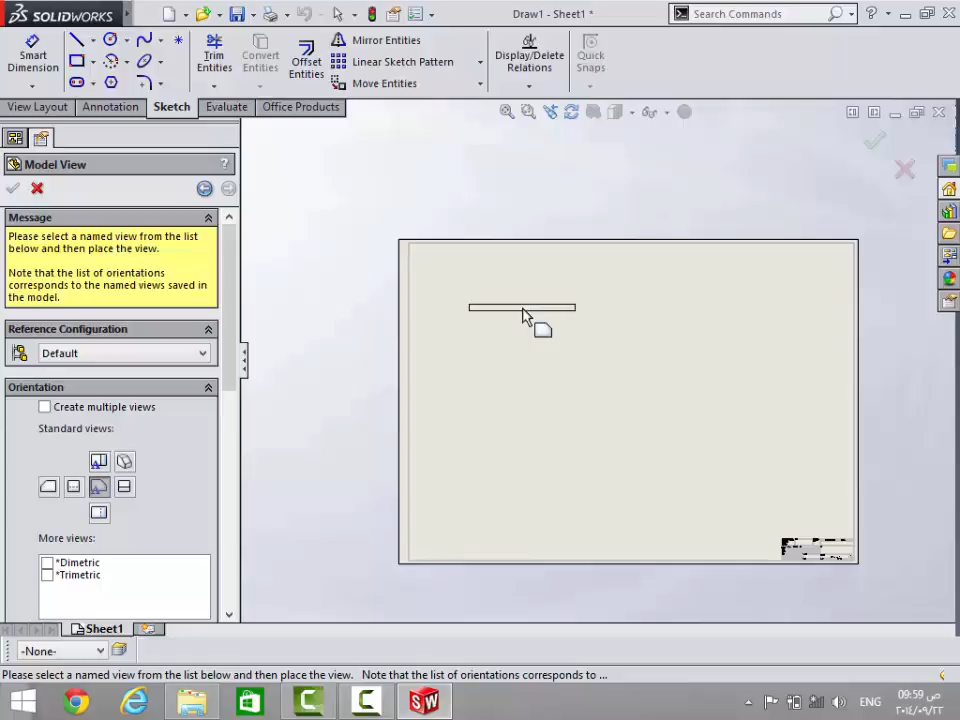 SOLIDWORKS
Draw1 - Sheet1 *
Search Commands
Smart Dimension
Trim Entities
Convert Entities
Offset Entities
Mirror Entities
Linear Sketch Pattern
Move Entities
Display/Delete Relations
Quick Snaps
View Layout
Annotation
Sketch
Evaluate
Office Products
Model View
?
Message
Please select a named view from the list
below and then place the view.
Note that the list of orientations
corresponds to the named views saved in
the model.
Reference Configuration
Default
Orientation
Create multiple views
Standard views:
More views:
*Dimetric
*Trimetric
Sheet1
-None-
Please select a named view from the list below and then place the view. Note that the list of orientations corresponds to ...
ENG
09:59 ص
٢٠١٤/٠٩/٢٢